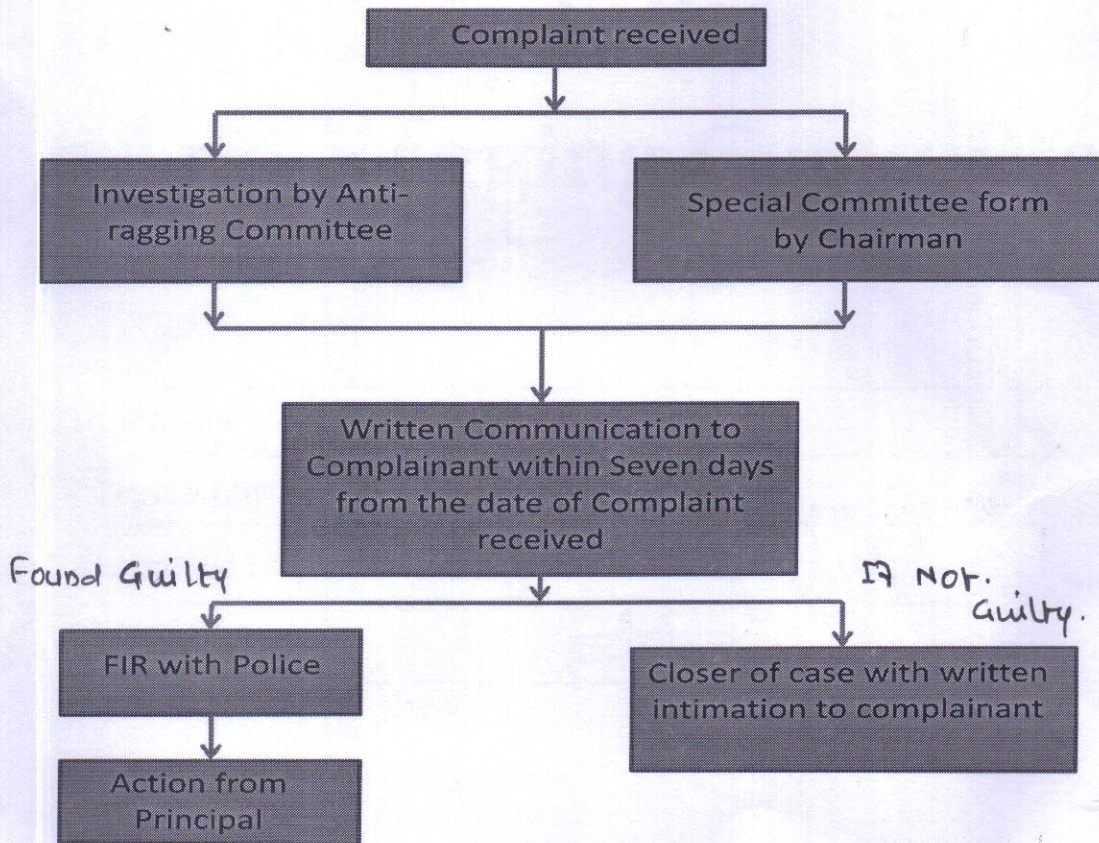 Complaint received
Investigation by Anti-
ragging Committee
Special Committee form
by Chairman
Written Communication to
Complainant within Seven days
from the date of Complaint
received
Found Guilty
If Not.
Guilty.
FIR with Police
Closer of case with written
intimation to complainant
Action from
Principal